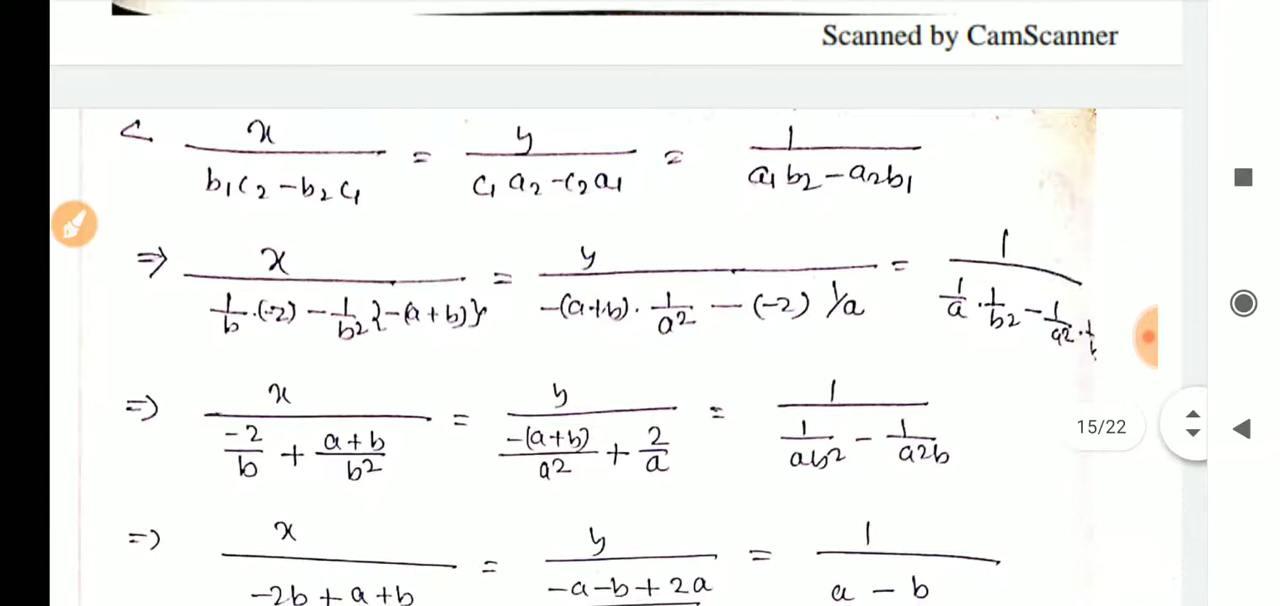 Scanned by CamScanner
< x/(b₁c₂-b₂c₁) = y/(c₁a₂-c₂a₁) = 1/(a₁b₂-a₂b₁)
⇒ x/(1/b·(-2) - 1/b²{-(a+b)}) = y/(-(a+b)·1/a² - (-2) 1/a) = 1/(1/a·1/b² - 1/a²·1/b)
⇒ x/(-2/b + (a+b)/b²) = y/(-(a+b)/a² + 2/a) = 1/(1/ab² - 1/a²b)
15/22
⇒ x/(-2b+a+b) = y/(-a-b+2a) = 1/(a-b)